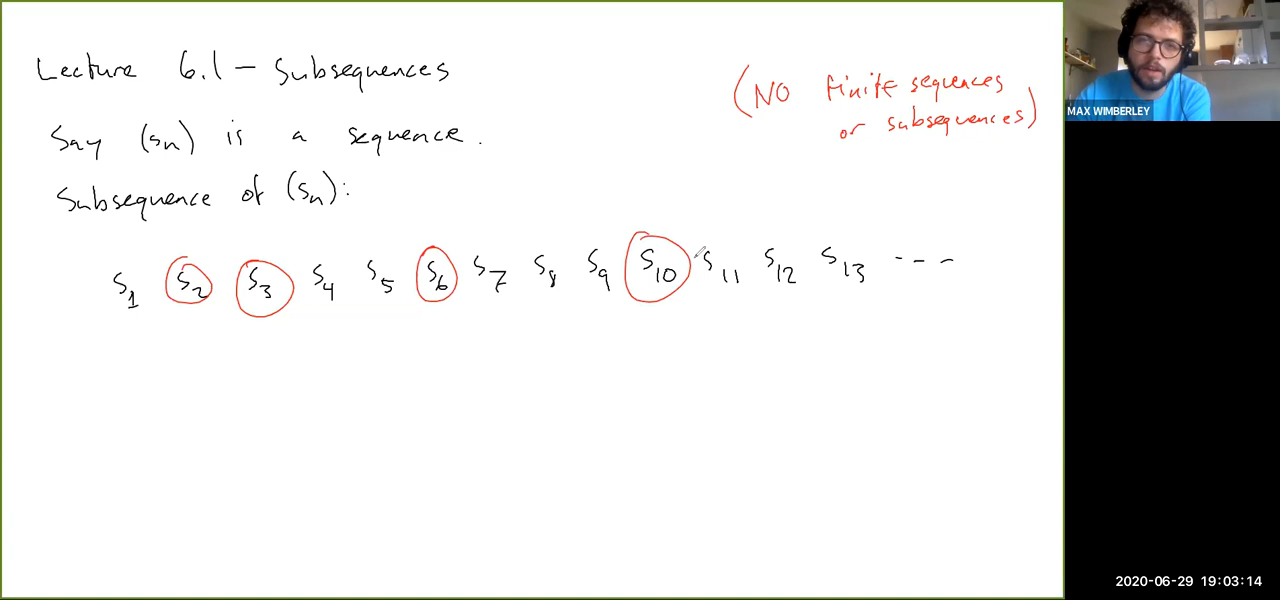 Lecture 6.1 – Subsequences
(NO finite sequences
or subsequences)
MAX WIMBERLEY
Say (sn) is a sequence.
Subsequence of (sn):
s1 s2 s3 s4 s5 s6 s7 s8 s9 s10 s11 s12 s13 ---
2020-06-29 19:03:14